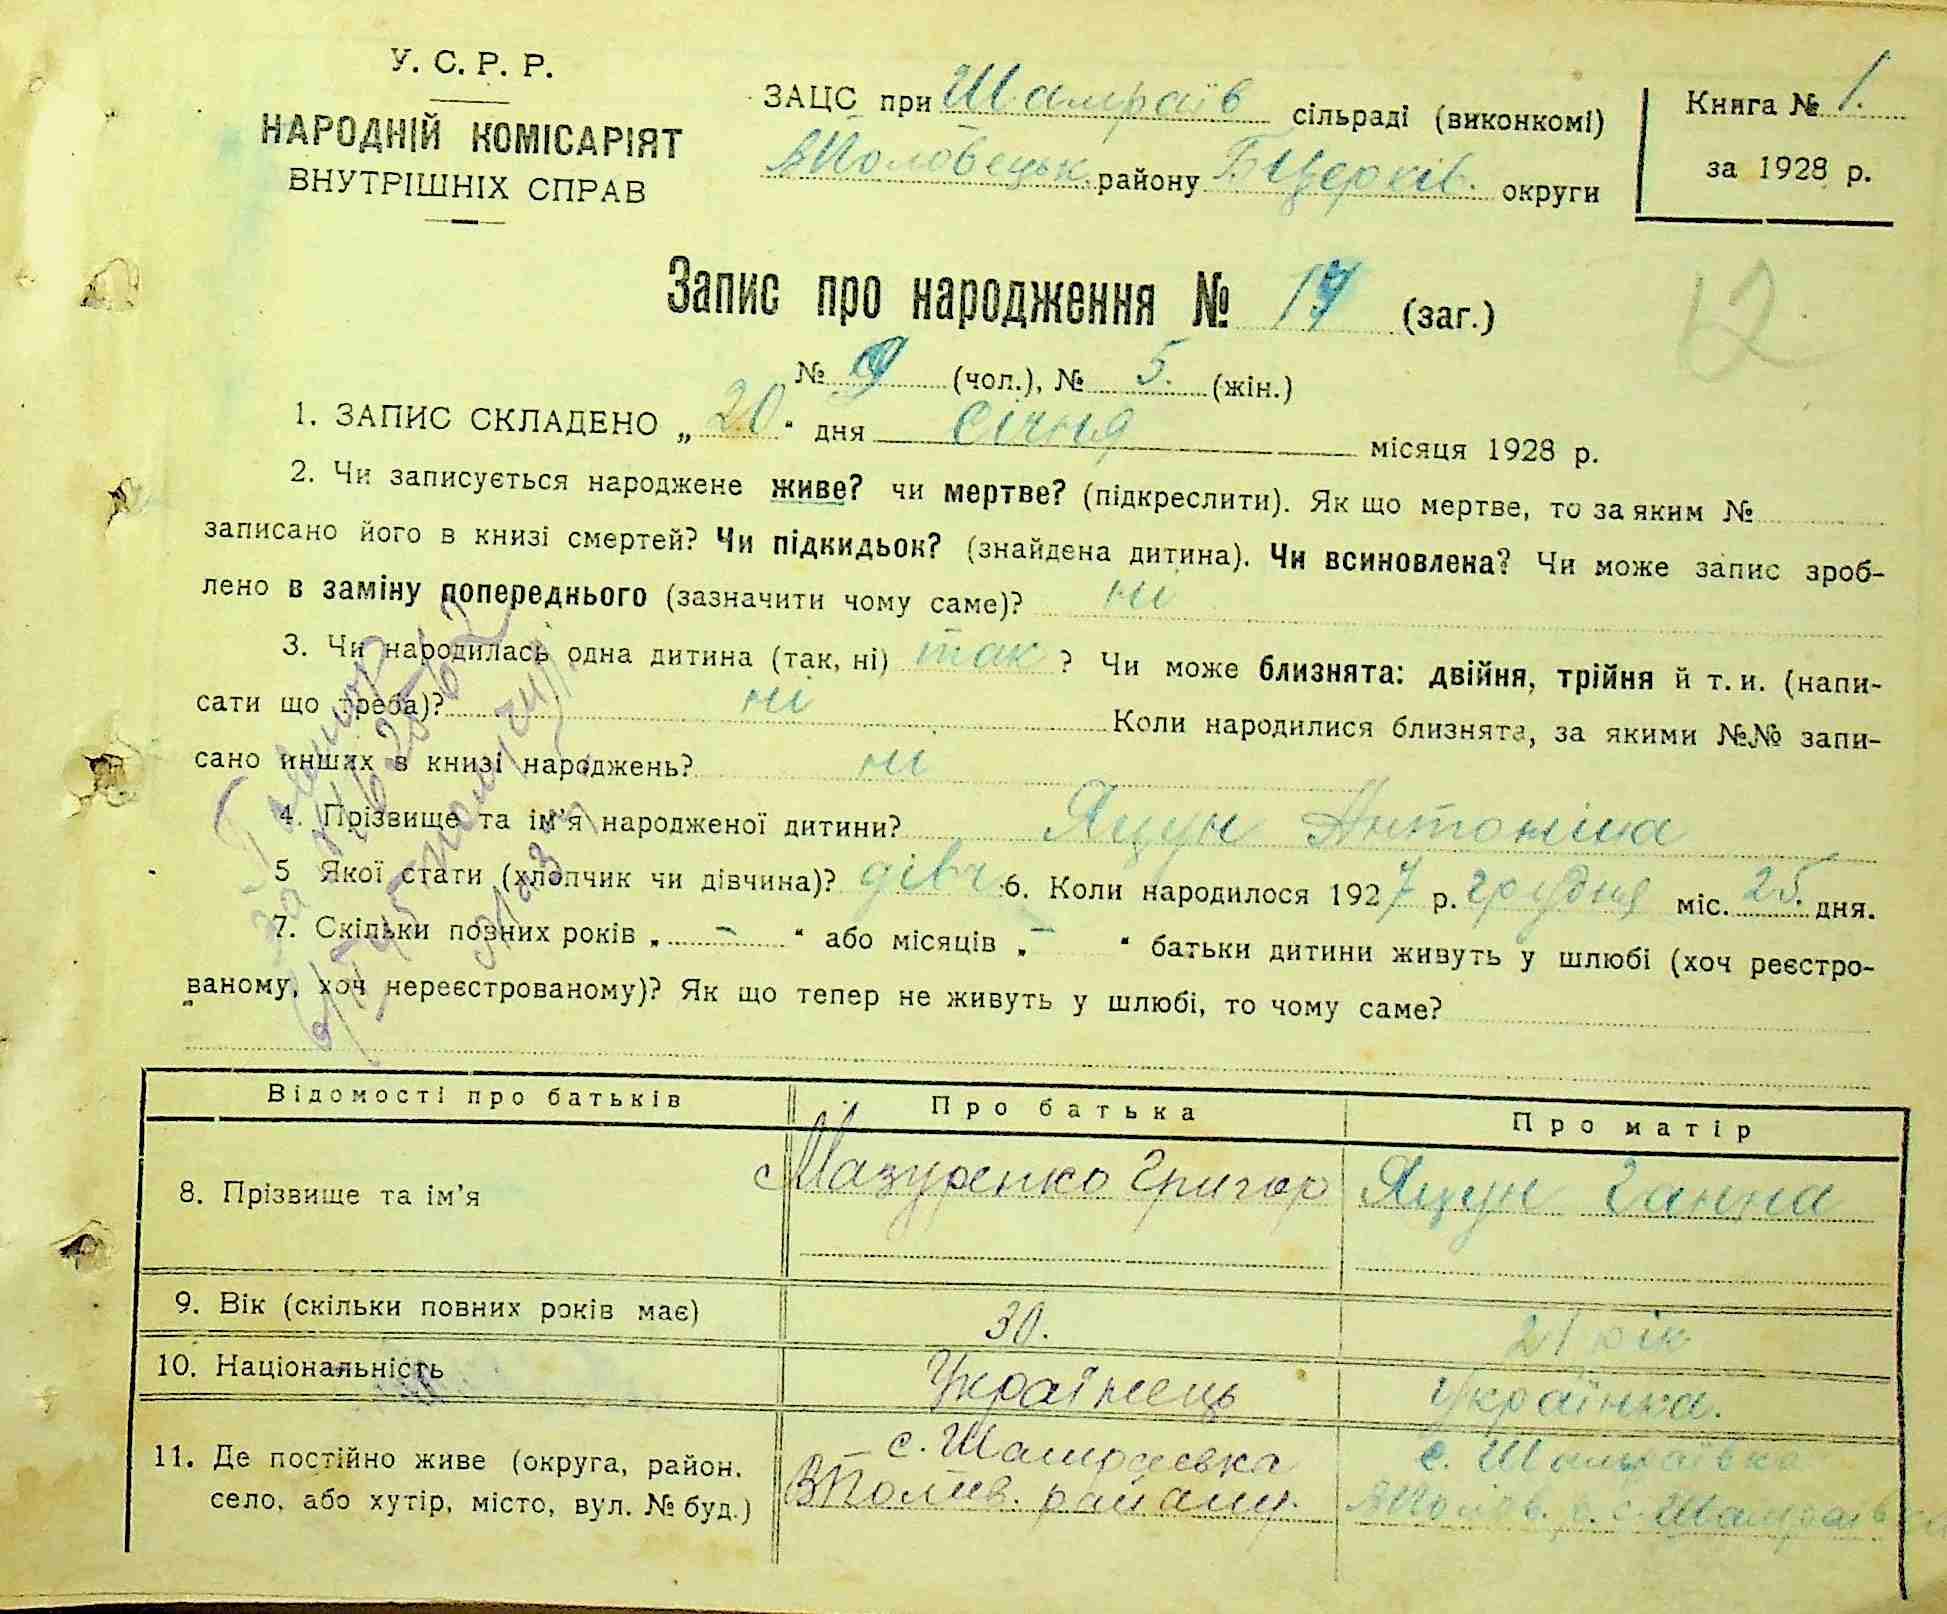 У. С. Р. Р.
НАРОДНІЙ КОМІСАРІЯТ
ВНУТРІШНІХ СПРАВ
ЗАЦС при Шамраїв сільраді (виконкомі)
ВПоловецьк. району БЦерків. округи
Книга № 1.
за 1928 р.
Запис про народження № (заг.)
12
№ (чол.), № 5. (жін.)
1. ЗАПИС СКЛАДЕНО „ 20 “ дня січня місяця 1928 р.
2. Чи записується народжене живе? чи мертве? (підкреслити). Як що мертве, то за яким №
записано його в книзі смертей? Чи підкидьок? (знайдена дитина). Чи всиновлена? Чи може запис зроб-
лено в заміну попереднього (зазначити чому саме)? ні
3. Чи народилась одна дитина (так, ні) так ? Чи може близнята: двійня, трійня й т. и. (напи-
сати що треба)? ні Коли народилися близнята, за якими №№ запи-
сано инших в книзі народжень? ні
4. Прізвище та ім’я народженої дитини? Яцун Антоніна
5 Якої стати (хлопчик чи дівчина)? дівч. 6. Коли народилося 1927 р. грудня міс. 25. дня.
7. Скільки повних років „ – “ або місяців „ – “ батьки дитини живуть у шлюбі (хоч реєстро-
ваному, хоч нереєстрованому)? Як що тепер не живуть у шлюбі, то чому саме?
Відомості про батьків Про батька Про матір
8. Прізвище та ім’я Мазуренко Григор Яцун Ганна
9. Вік (скільки повних років має) 30. 21 рік
10. Національність Українець Українка.
11. Де постійно живе (округа, район, с. Шамраєвка с. Шамраївка
село, або хутір, місто, вул. № буд.) ВПолов. району. ВПолов. р. с. Шамраївка